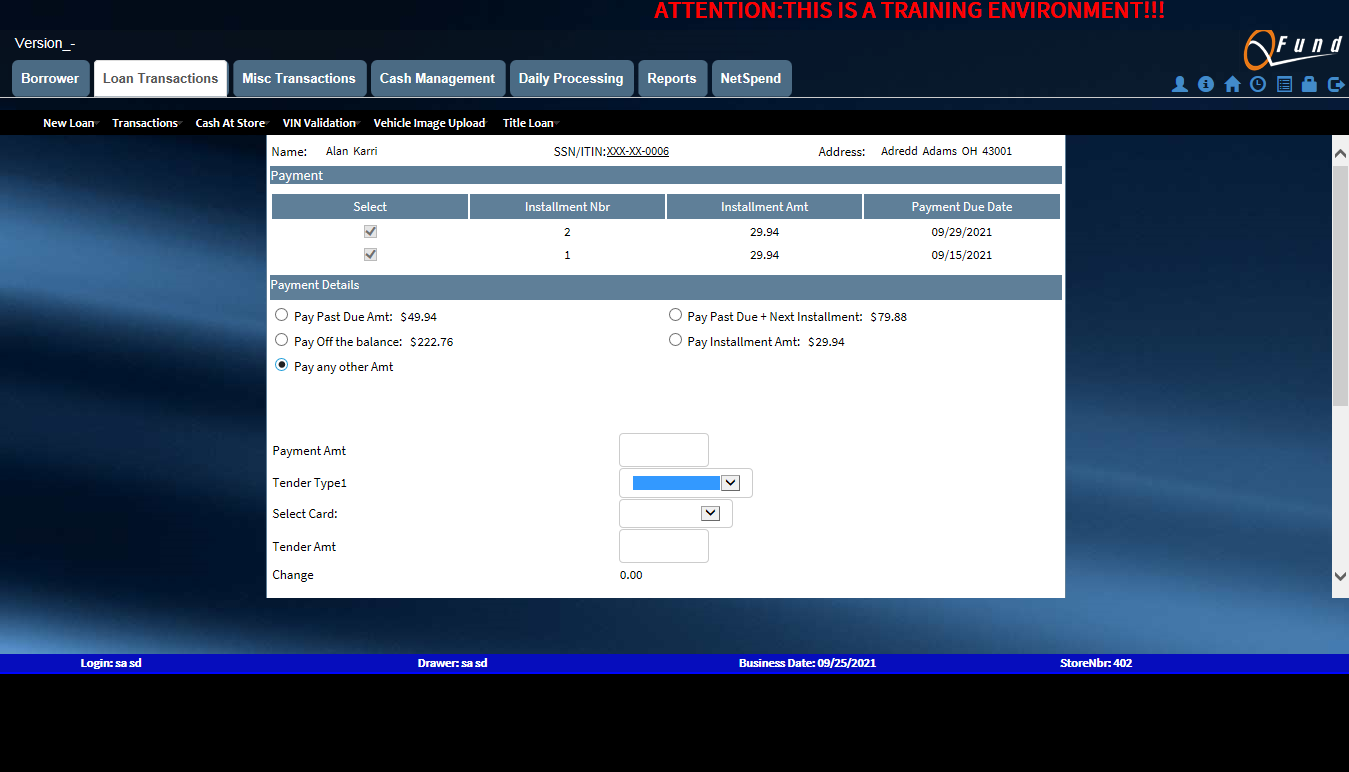 ATTENTION:THIS IS A TRAINING ENVIRONMENT!!!
Version_-
Fund
Borrower Loan Transactions Misc Transactions Cash Management Daily Processing Reports NetSpend
New Loan Transactions Cash At Store VIN Validation Vehicle Image Upload Title Loan
Name: Alan Karri SSN/ITIN:XXX-XX-0006 Address: Adredd Adams OH 43001
Payment
Select Installment Nbr Installment Amt Payment Due Date
2 29.94 09/29/2021
1 29.94 09/15/2021
Payment Details
Pay Past Due Amt: $49.94 Pay Past Due + Next Installment: $79.88
Pay Off the balance: $222.76 Pay Installment Amt: $29.94
Pay any other Amt
Payment Amt
Tender Type1
Select Card:
Tender Amt
Change 0.00
Login: sa sd Drawer: sa sd Business Date: 09/25/2021 StoreNbr: 402